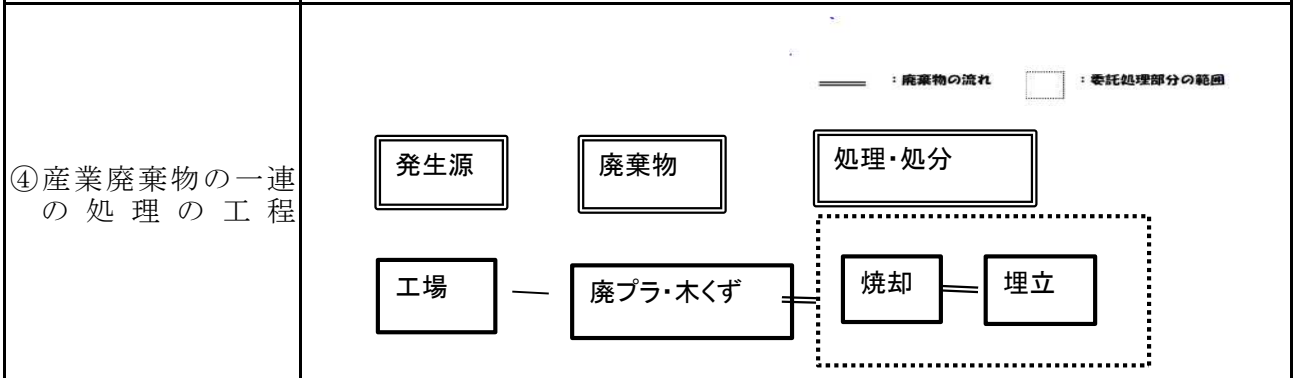 ：廃棄物の流れ ：委託処理部分の範囲
発生源 廃棄物 処理・処分
④産業廃棄物の一連
の処理の工程
工場 廃プラ・木くず 焼却 埋立